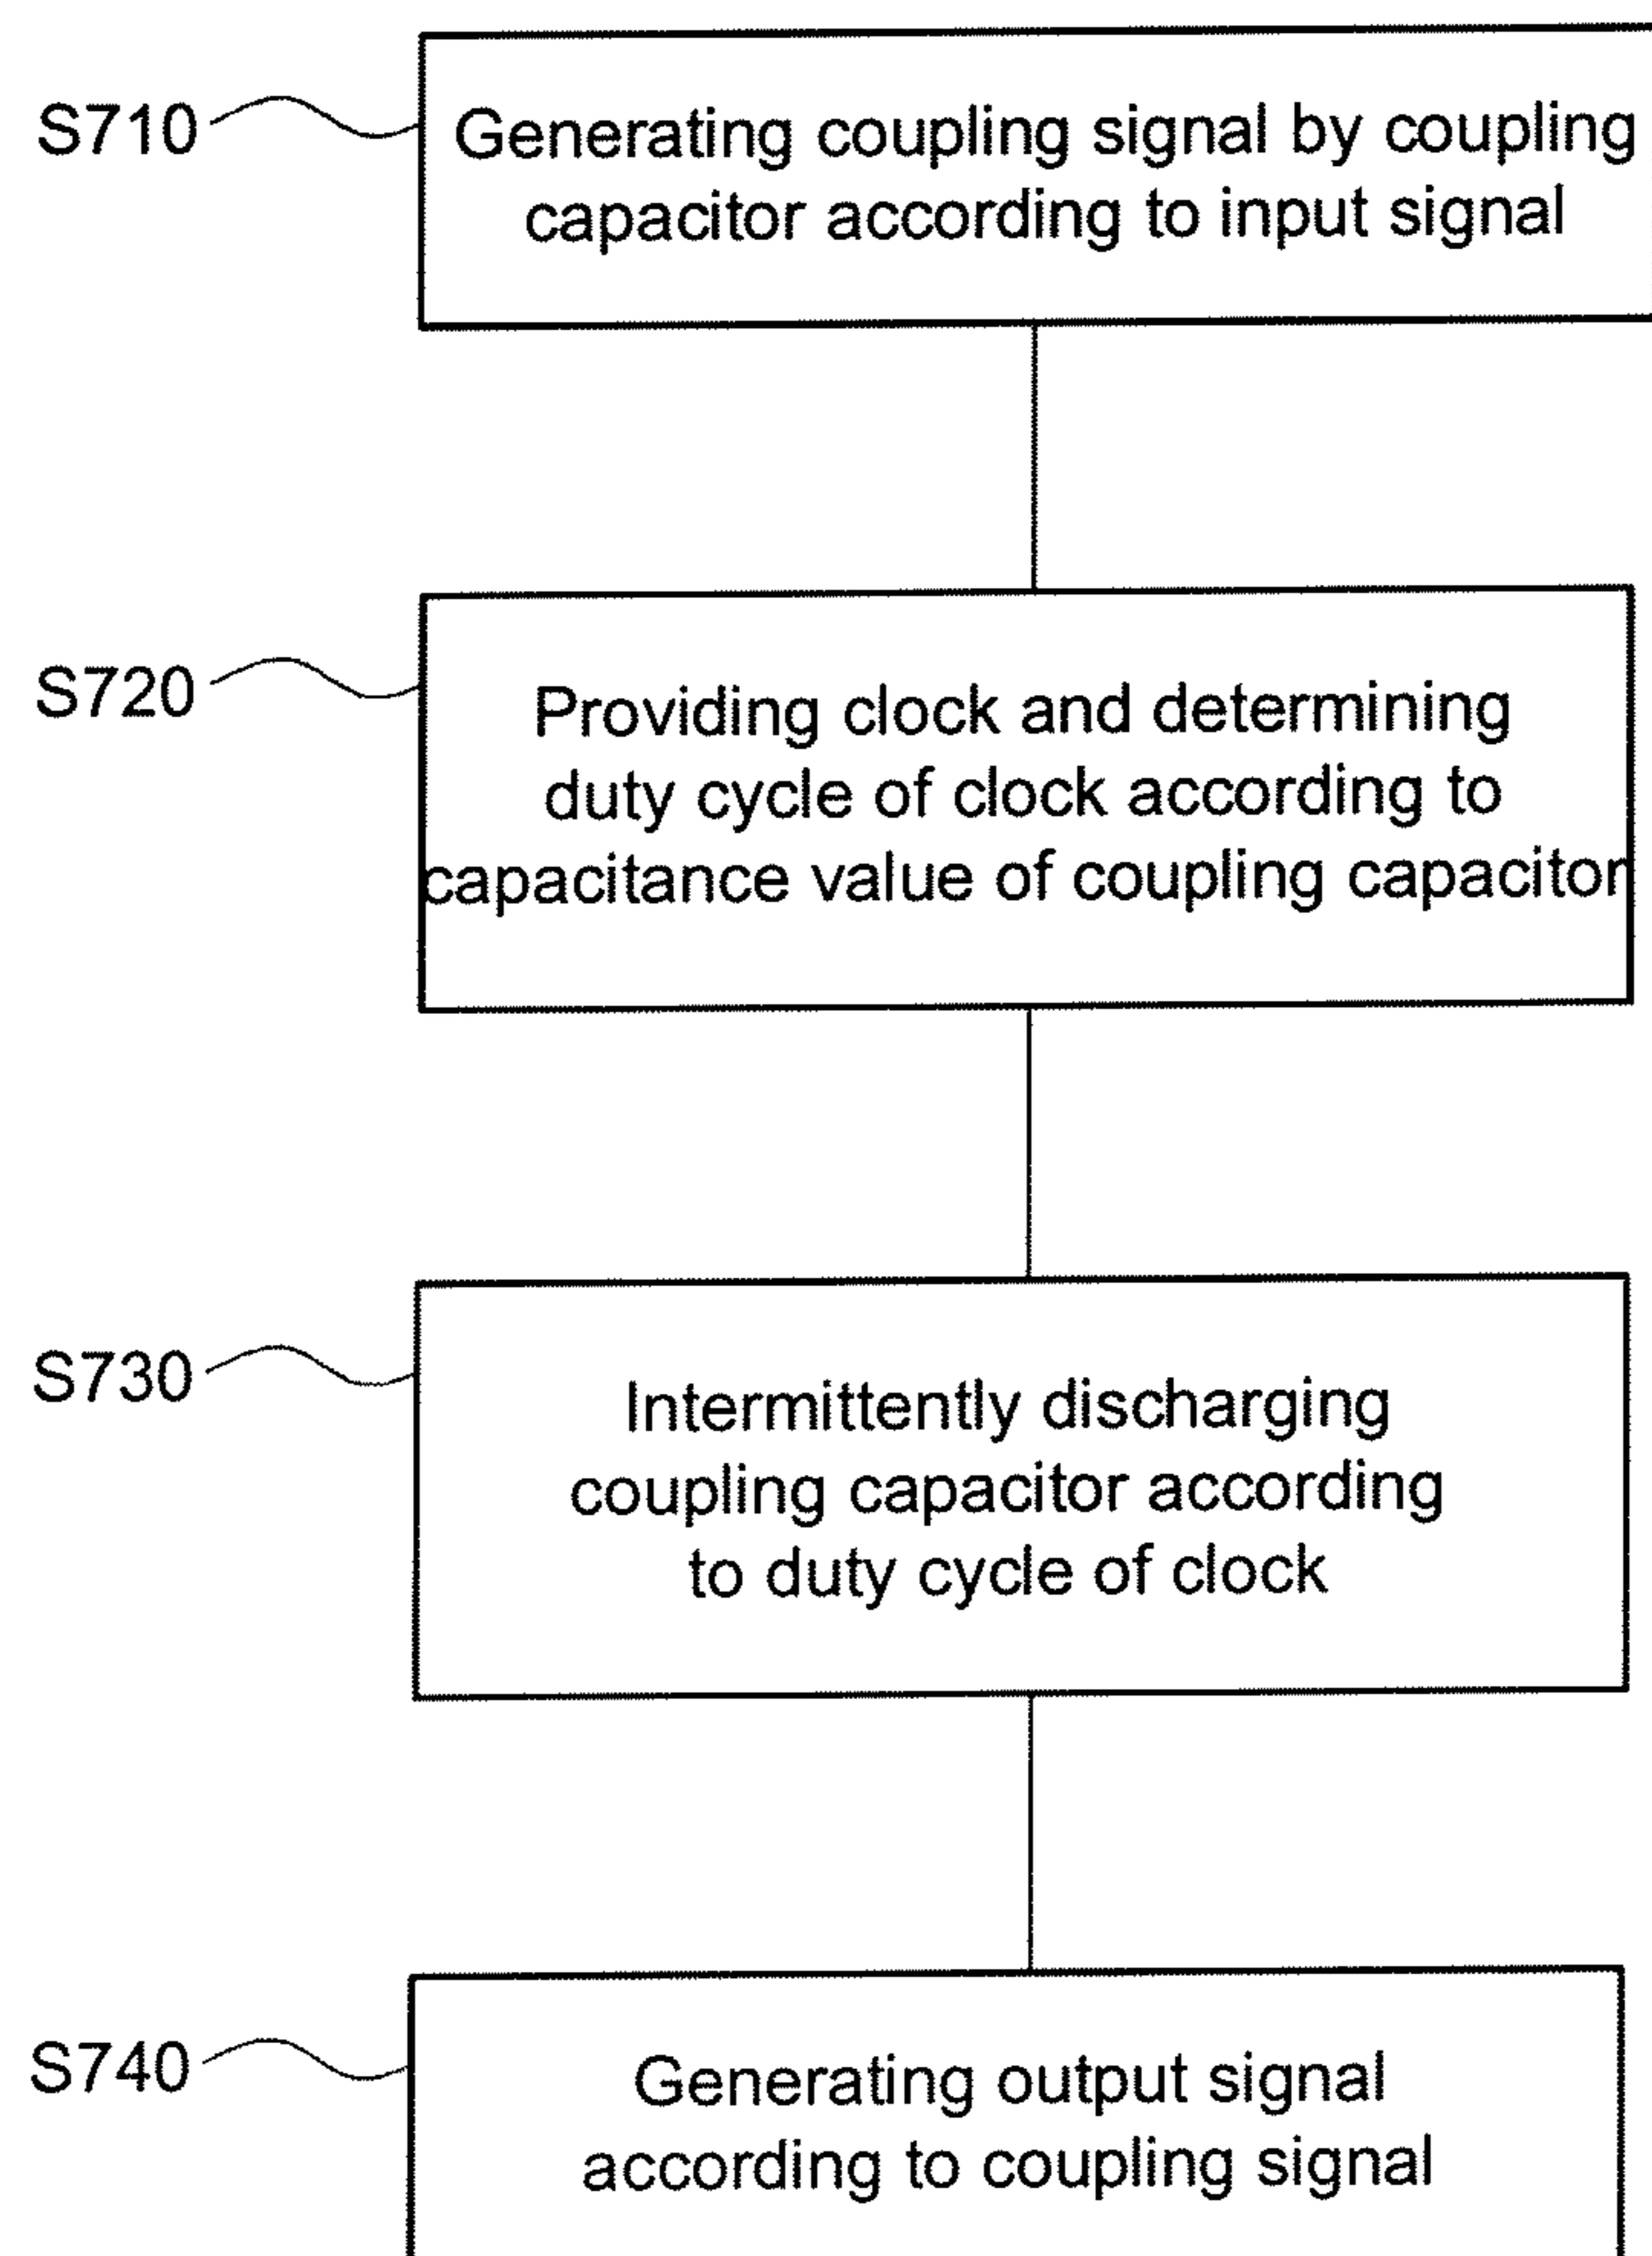 S710
Generating coupling signal by coupling
capacitor according to input signal
S720
Providing clock and determining
duty cycle of clock according to
capacitance value of coupling capacitor
S730
Intermittently discharging
coupling capacitor according
to duty cycle of clock
S740
Generating output signal
according to coupling signal